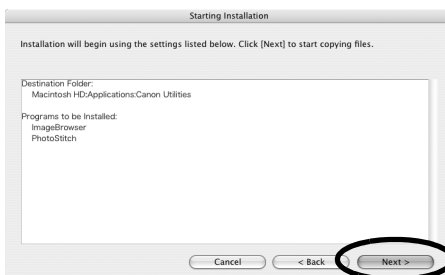 Starting Installation
Installation will begin using the settings listed below. Click [Next] to start copying files.
Destination Folder:
Macintosh HD:Applications:Canon Utilities
Programs to be Installed:
ImageBrowser
PhotoStitch
Cancel
< Back
Next >